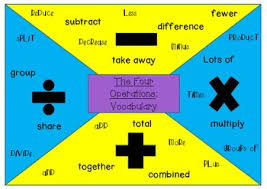 Reduce
Less
fewer
subtract
difference
Product
Split
Decrease
Minus
take away
Lots of
group
The Four
Operations:
Vocabulary
Times
share
total
multiply
add
More
Groups of
Divide
together
Plus
and
combined